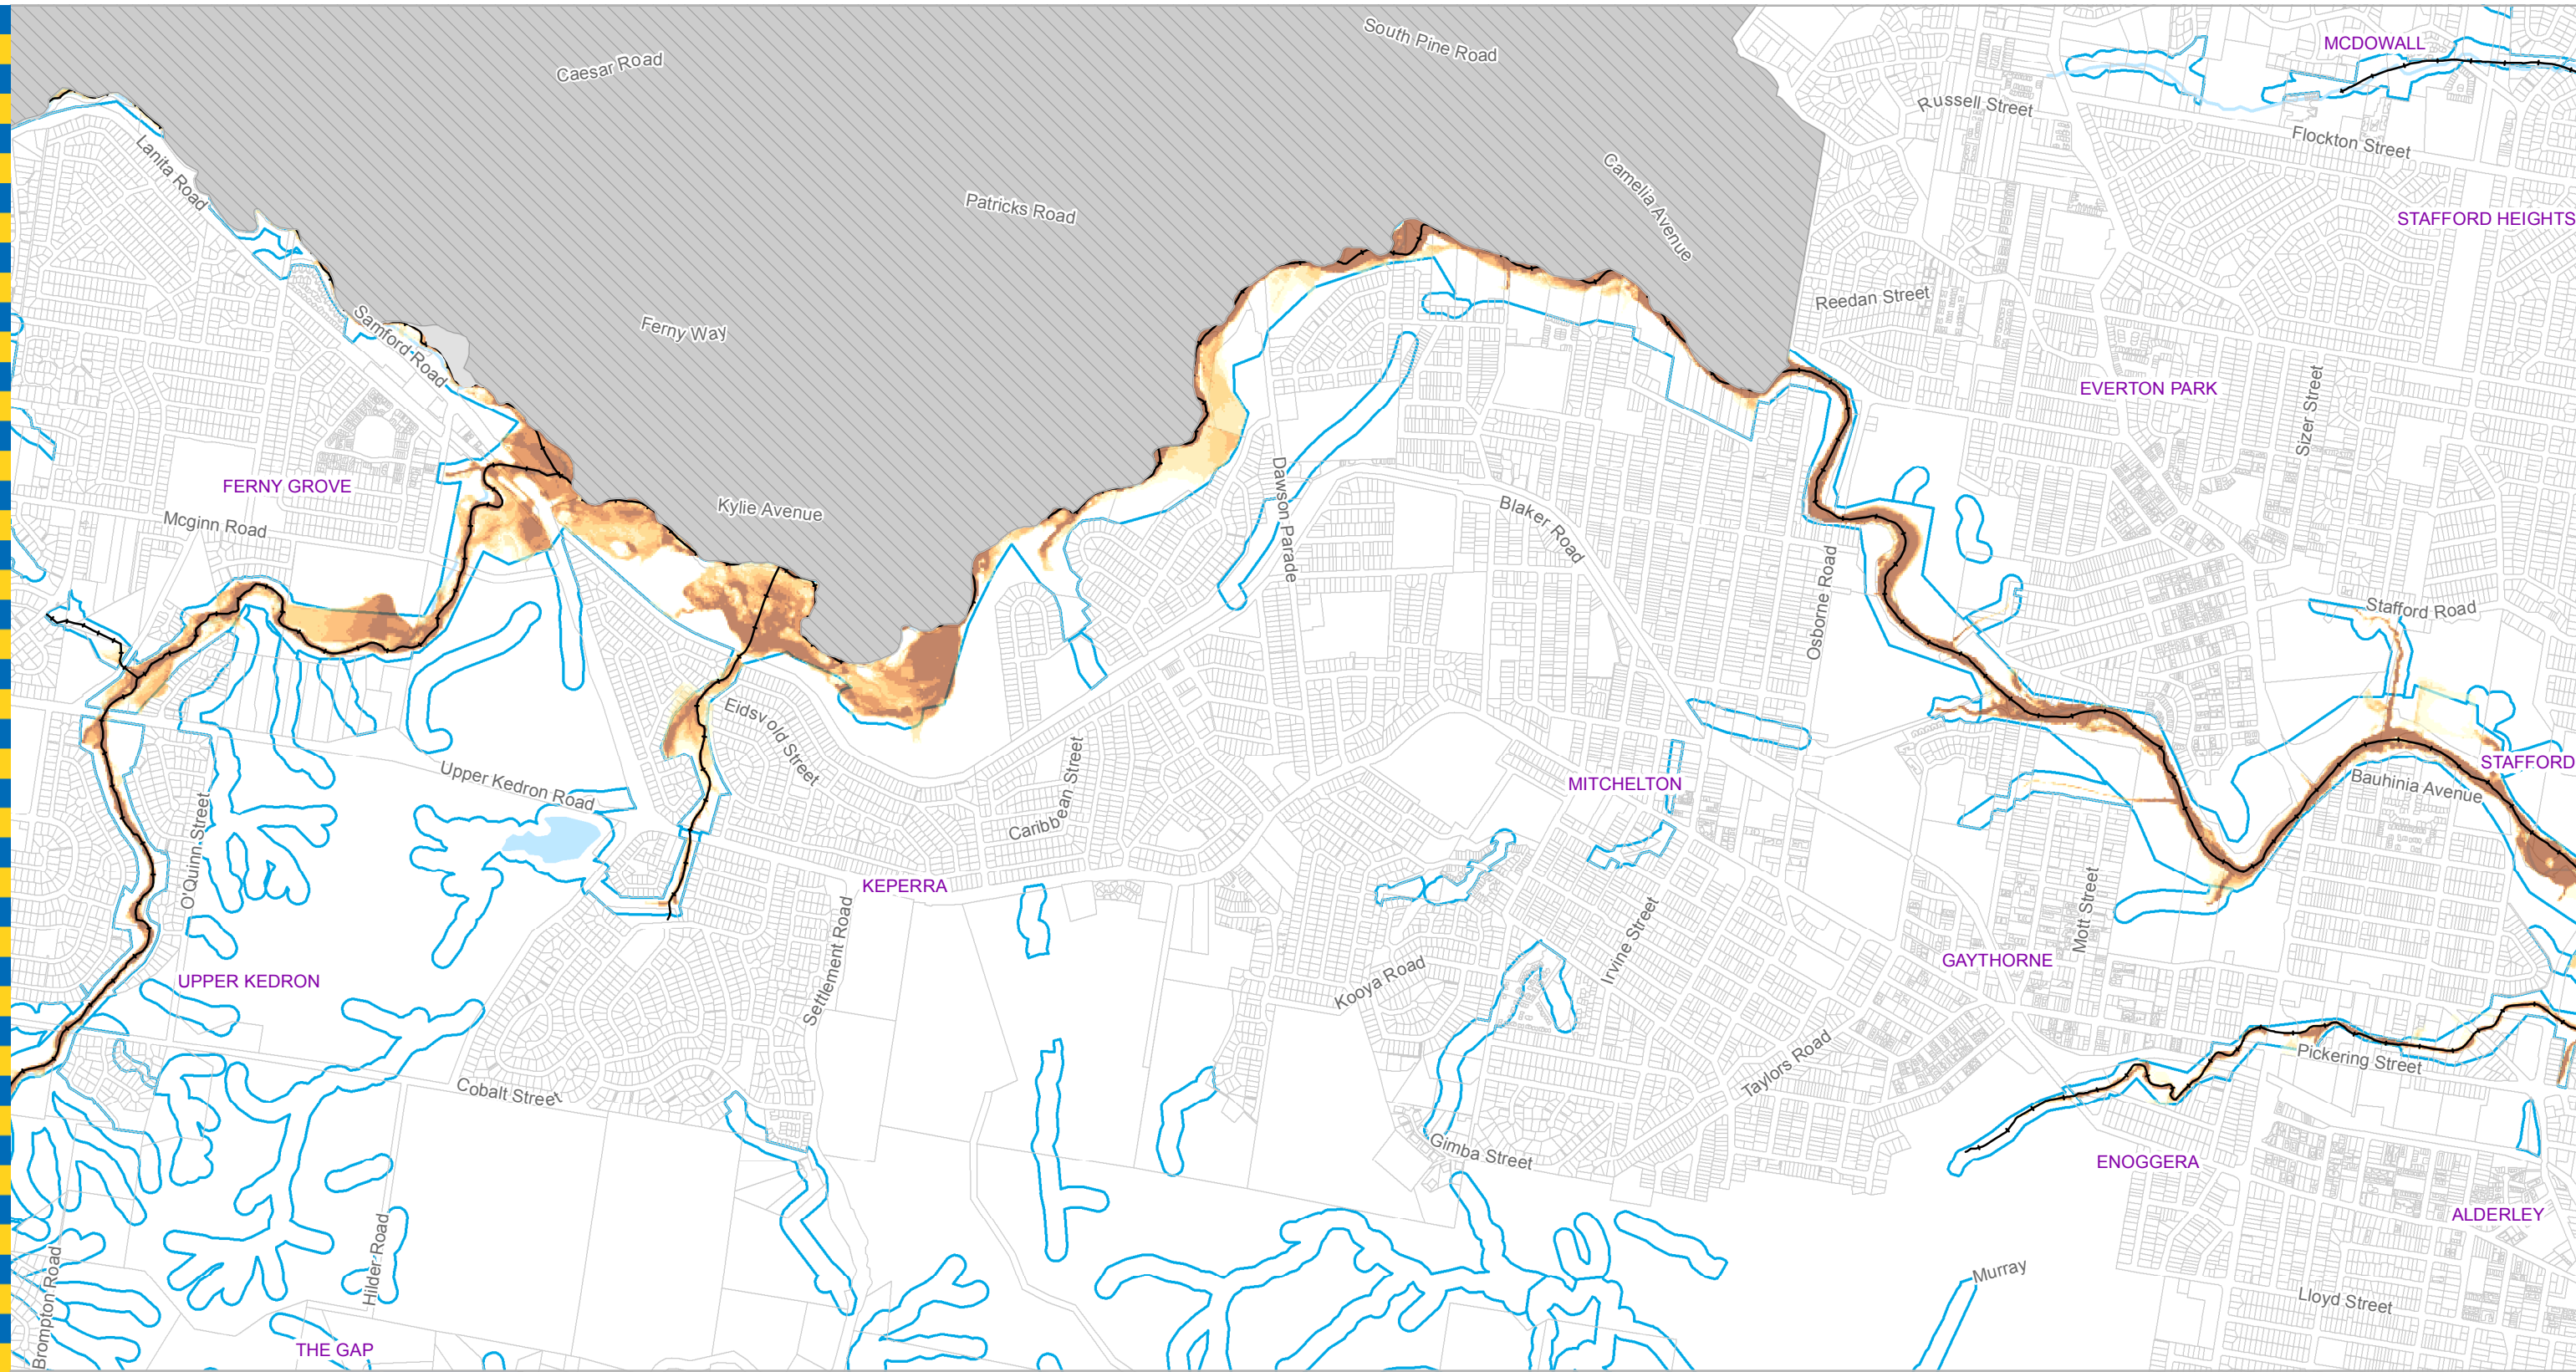 South Pine Road
MCDOWALL
Caesar Road
Russell Street
Flockton Street
Lanita Road
Camelia Avenue
Patricks Road
STAFFORD HEIGHTS
Reedan Street
Ferny Way
Samford Road
EVERTON PARK
Sizer Street
FERNY GROVE
Mcginn Road
Kylie Avenue
Dawson Parade
Blaker Road
Osborne Road
Stafford Road
Eidsvold Street
Upper Kedron Road
MITCHELTON
STAFFORD
Bauhinia Avenue
Caribbean Street
O'Quinn Street
KEPERRA
Mott Street
Settlement Road
Irvine Street
GAYTHORNE
UPPER KEDRON
Kooya Road
Pickering Street
Taylors Road
Cobalt Street
Gimba Street
ENOGGERA
ALDERLEY
Hilder Road
Murray
Brompton Road
Lloyd Street
THE GAP